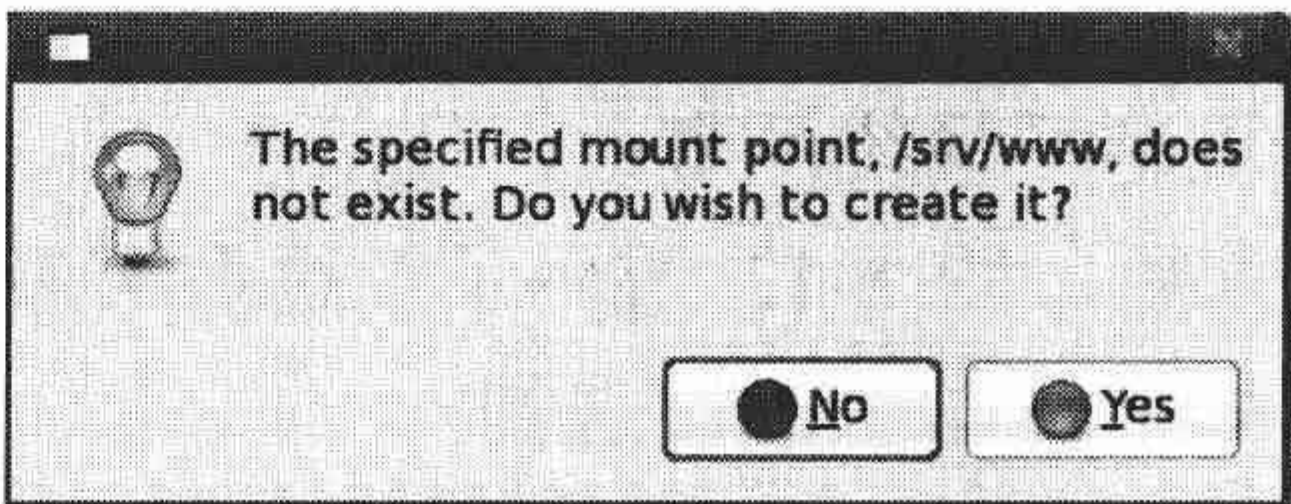 The specified mount point, /srv/www, does
not exist. Do you wish to create it?
No
Yes